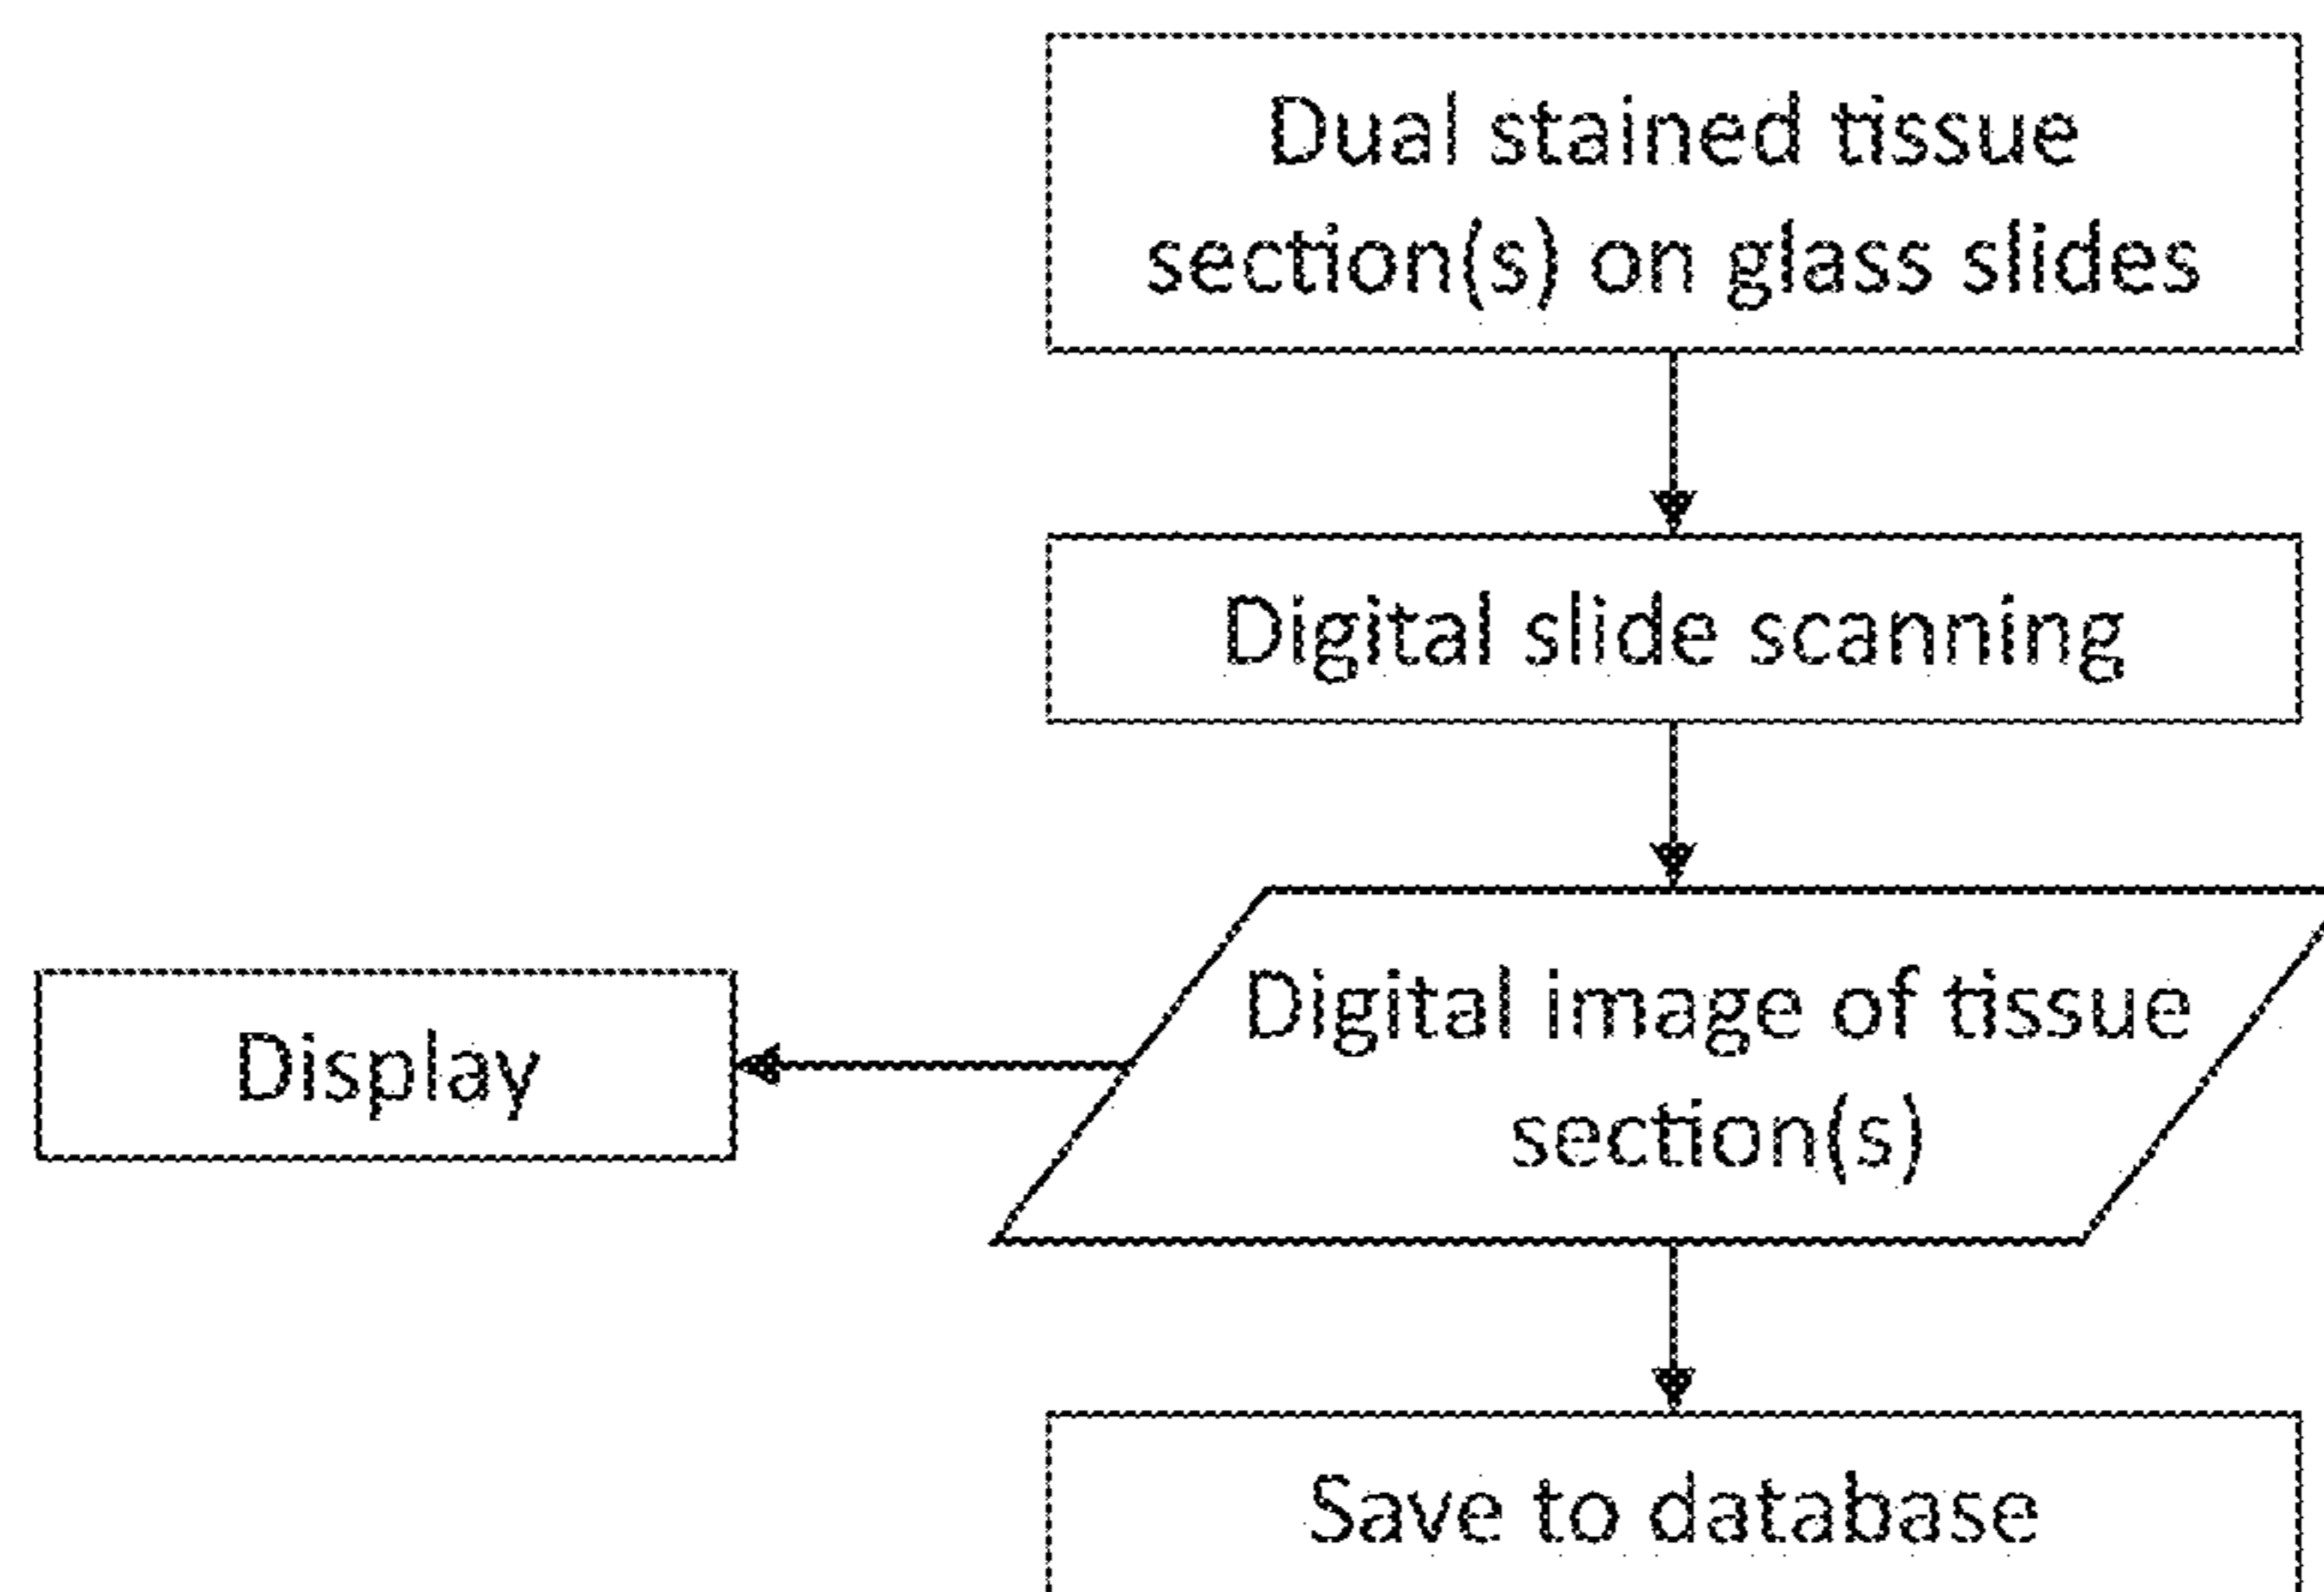 Dual stained tissue
section(s) on glass slides
Digital slide scanning
Digital image of tissue
section(s)
Display
Save to database